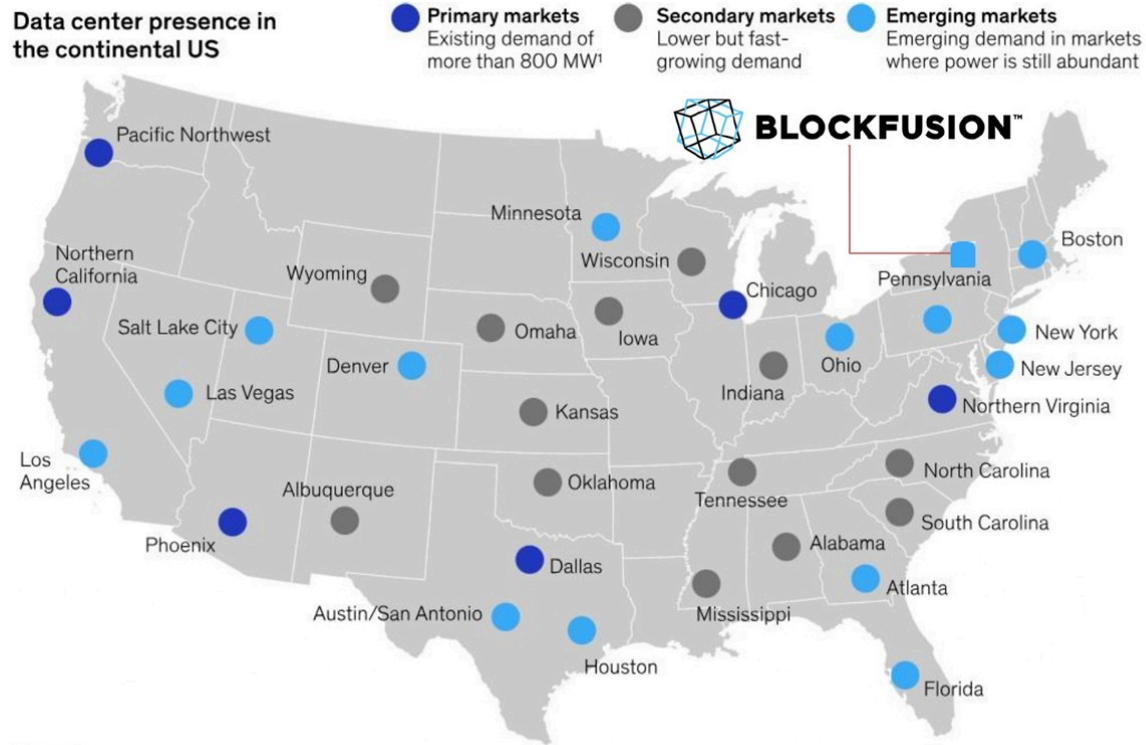 Data center presence in
the continental US
Primary markets
Existing demand of
more than 800 MW¹
Secondary markets
Lower but fast-
growing demand
Emerging markets
Emerging demand in markets
where power is still abundant
BLOCKFUSION™
Pacific Northwest
Minnesota
Boston
Northern
California
Wyoming
Wisconsin
Pennsylvania
Chicago
Salt Lake City
Omaha
Iowa
New York
Denver
Ohio
New Jersey
Las Vegas
Indiana
Northern Virginia
Kansas
Los
Angeles
Albuquerque
Oklahoma
Tennessee
North Carolina
South Carolina
Phoenix
Dallas
Alabama
Atlanta
Austin/San Antonio
Mississippi
Houston
Florida